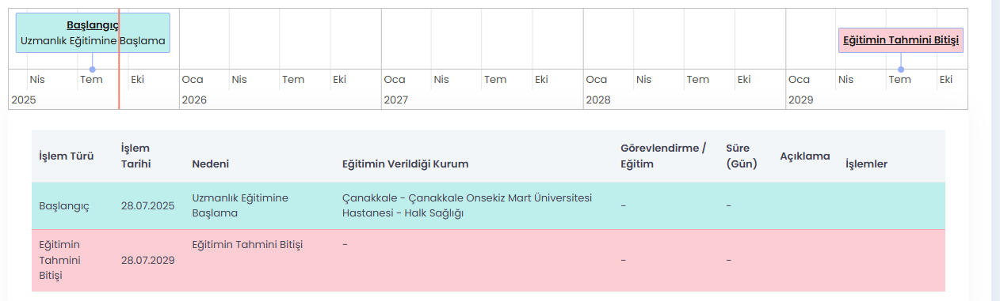 Başlangıç
Uzmanlık Eğitimine Başlama
Eğitimin Tahmini Bitişi
Nis Tem Eki Oca Nis Tem Eki Oca Nis Tem Eki Oca Nis Tem Eki Oca Nis Tem Eki
2025 2026 2027 2028 2029
İşlem Türü
İşlem
Tarihi
Nedeni
Eğitimin Verildiği Kurum
Görevlendirme /
Eğitim
Süre
(Gün)
Açıklama
İşlemler
Başlangıç
28.07.2025
Uzmanlık Eğitimine
Başlama
Çanakkale - Çanakkale Onsekiz Mart Üniversitesi
Hastanesi - Halk Sağlığı
-
-
Eğitimin
Tahmini
Bitişi
28.07.2029
Eğitimin Tahmini Bitişi
-
-
-